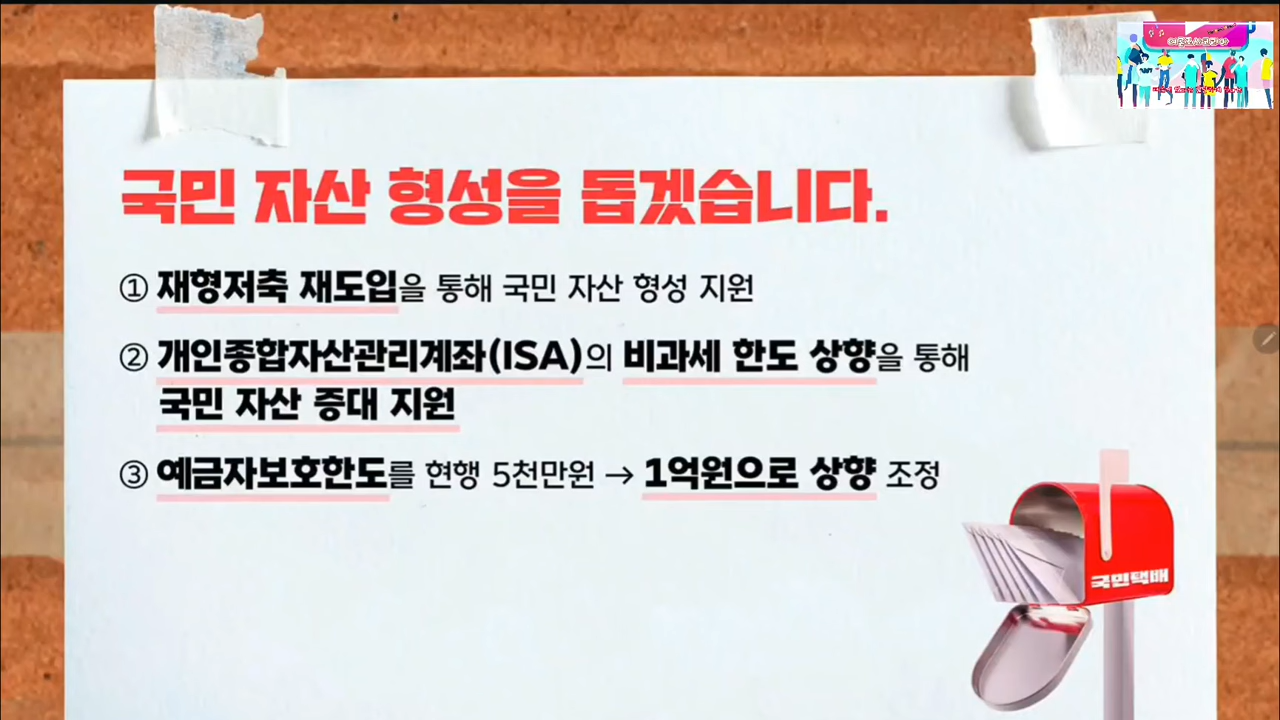 국민 자산 형성을 돕겠습니다.
① 재형저축 재도입을 통해 국민 자산 형성 지원
② 개인종합자산관리계좌(ISA)의 비과세 한도 상향을 통해
국민 자산 증대 지원
③ 예금자보호한도를 현행 5천만원 → 1억원으로 상향 조정
국민택배